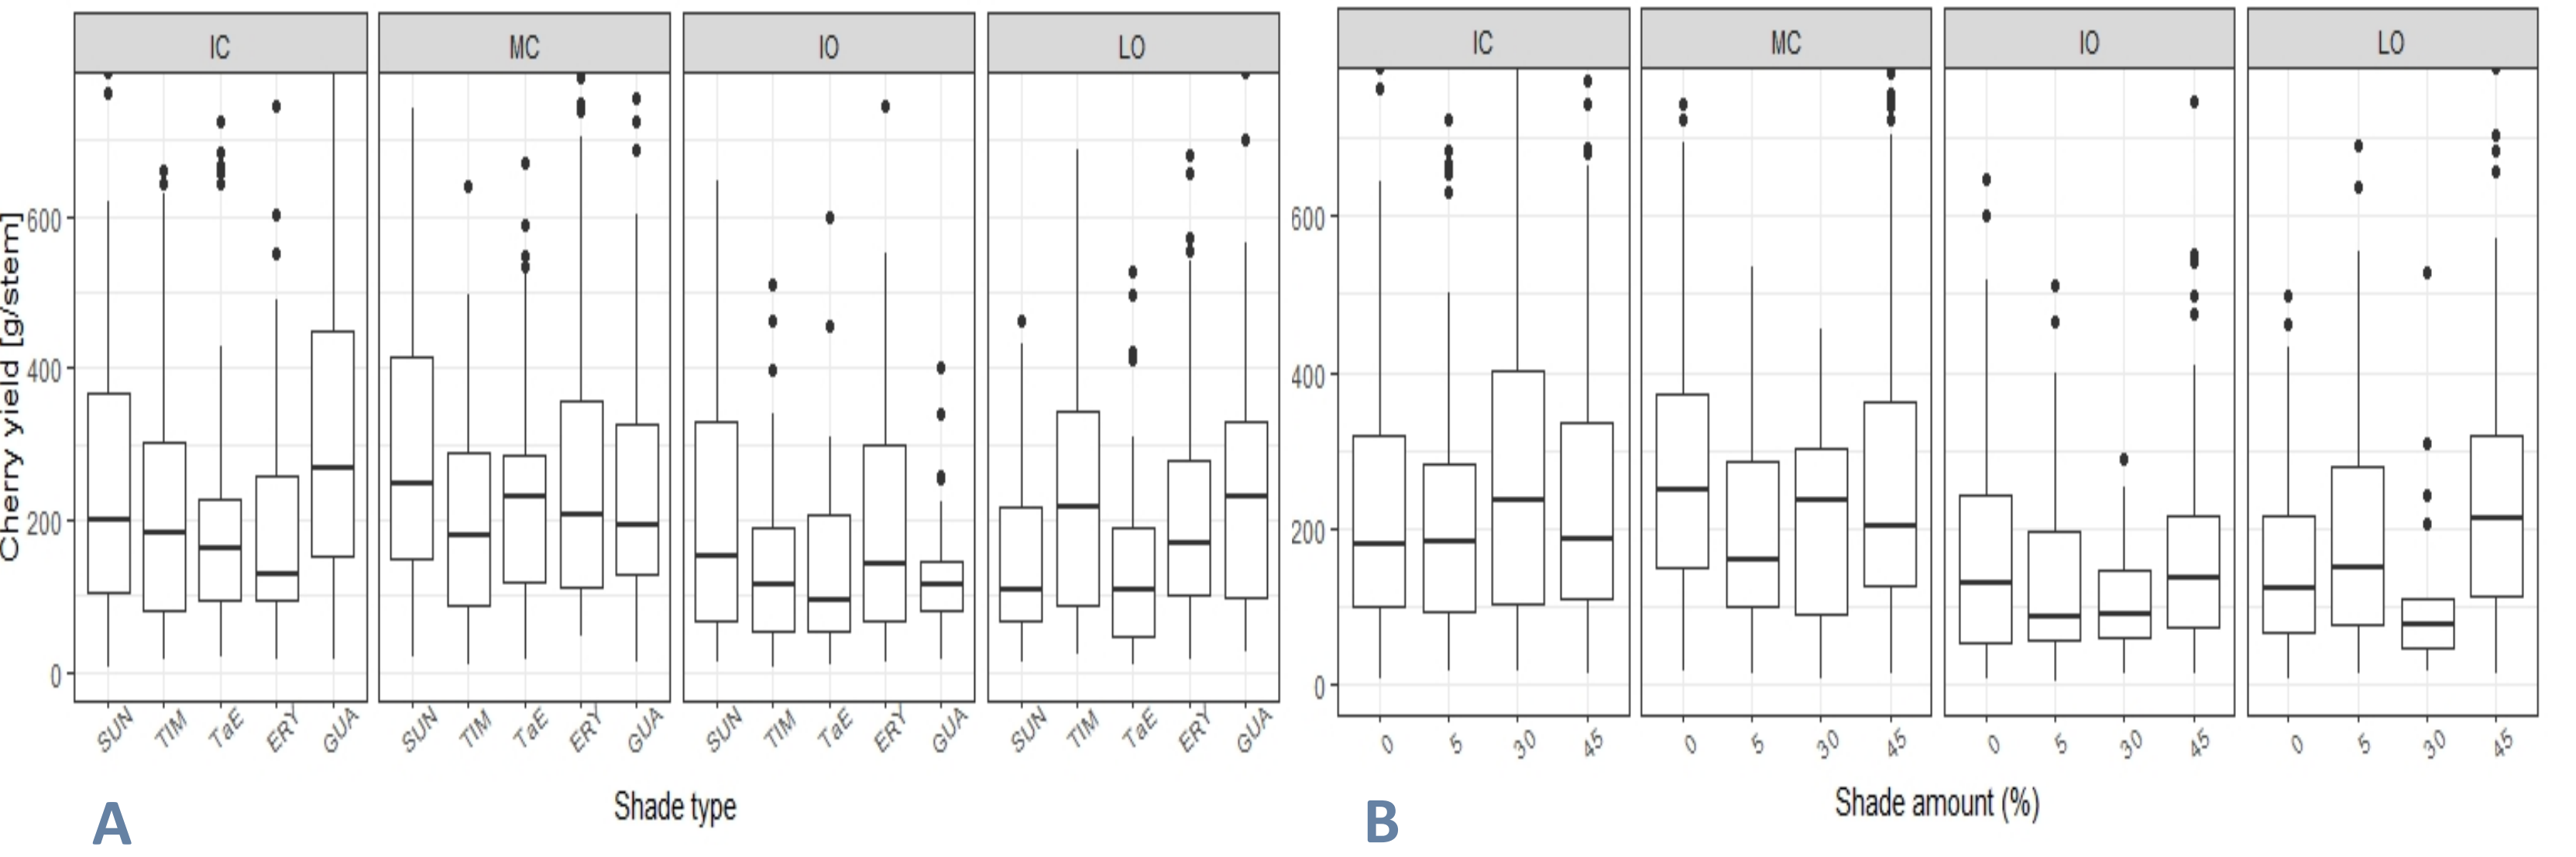 IC MC IO LO
Cherry yield [g/stem]
600
400
200
0
SUN TIM TaE ERY GUA SUN TIM TaE ERY GUA SUN TIM TaE ERY GUA SUN TIM TaE ERY GUA
Shade type
A
IC MC IO LO
600
400
200
0
0 5 30 45 0 5 30 45 0 5 30 45 0 5 30 45
Shade amount (%)
B